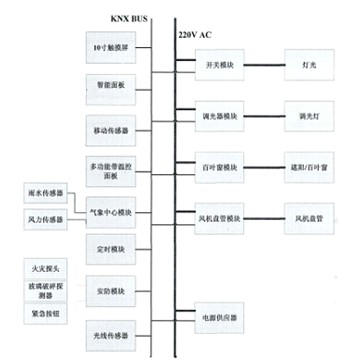 KNX BUS
220V AC
10寸触摸屏
智能面板
移动传感器
多功能带温控
面板
气象中心模块
定时模块
安防模块
光线传感器
雨水传感器
风力传感器
火灾探头
玻璃破碎探
测器
紧急按钮
开关模块
灯光
调光器模块
调光灯
百叶窗模块
遮阳/百叶窗
风机盘管模块
风机盘管
电源供应器